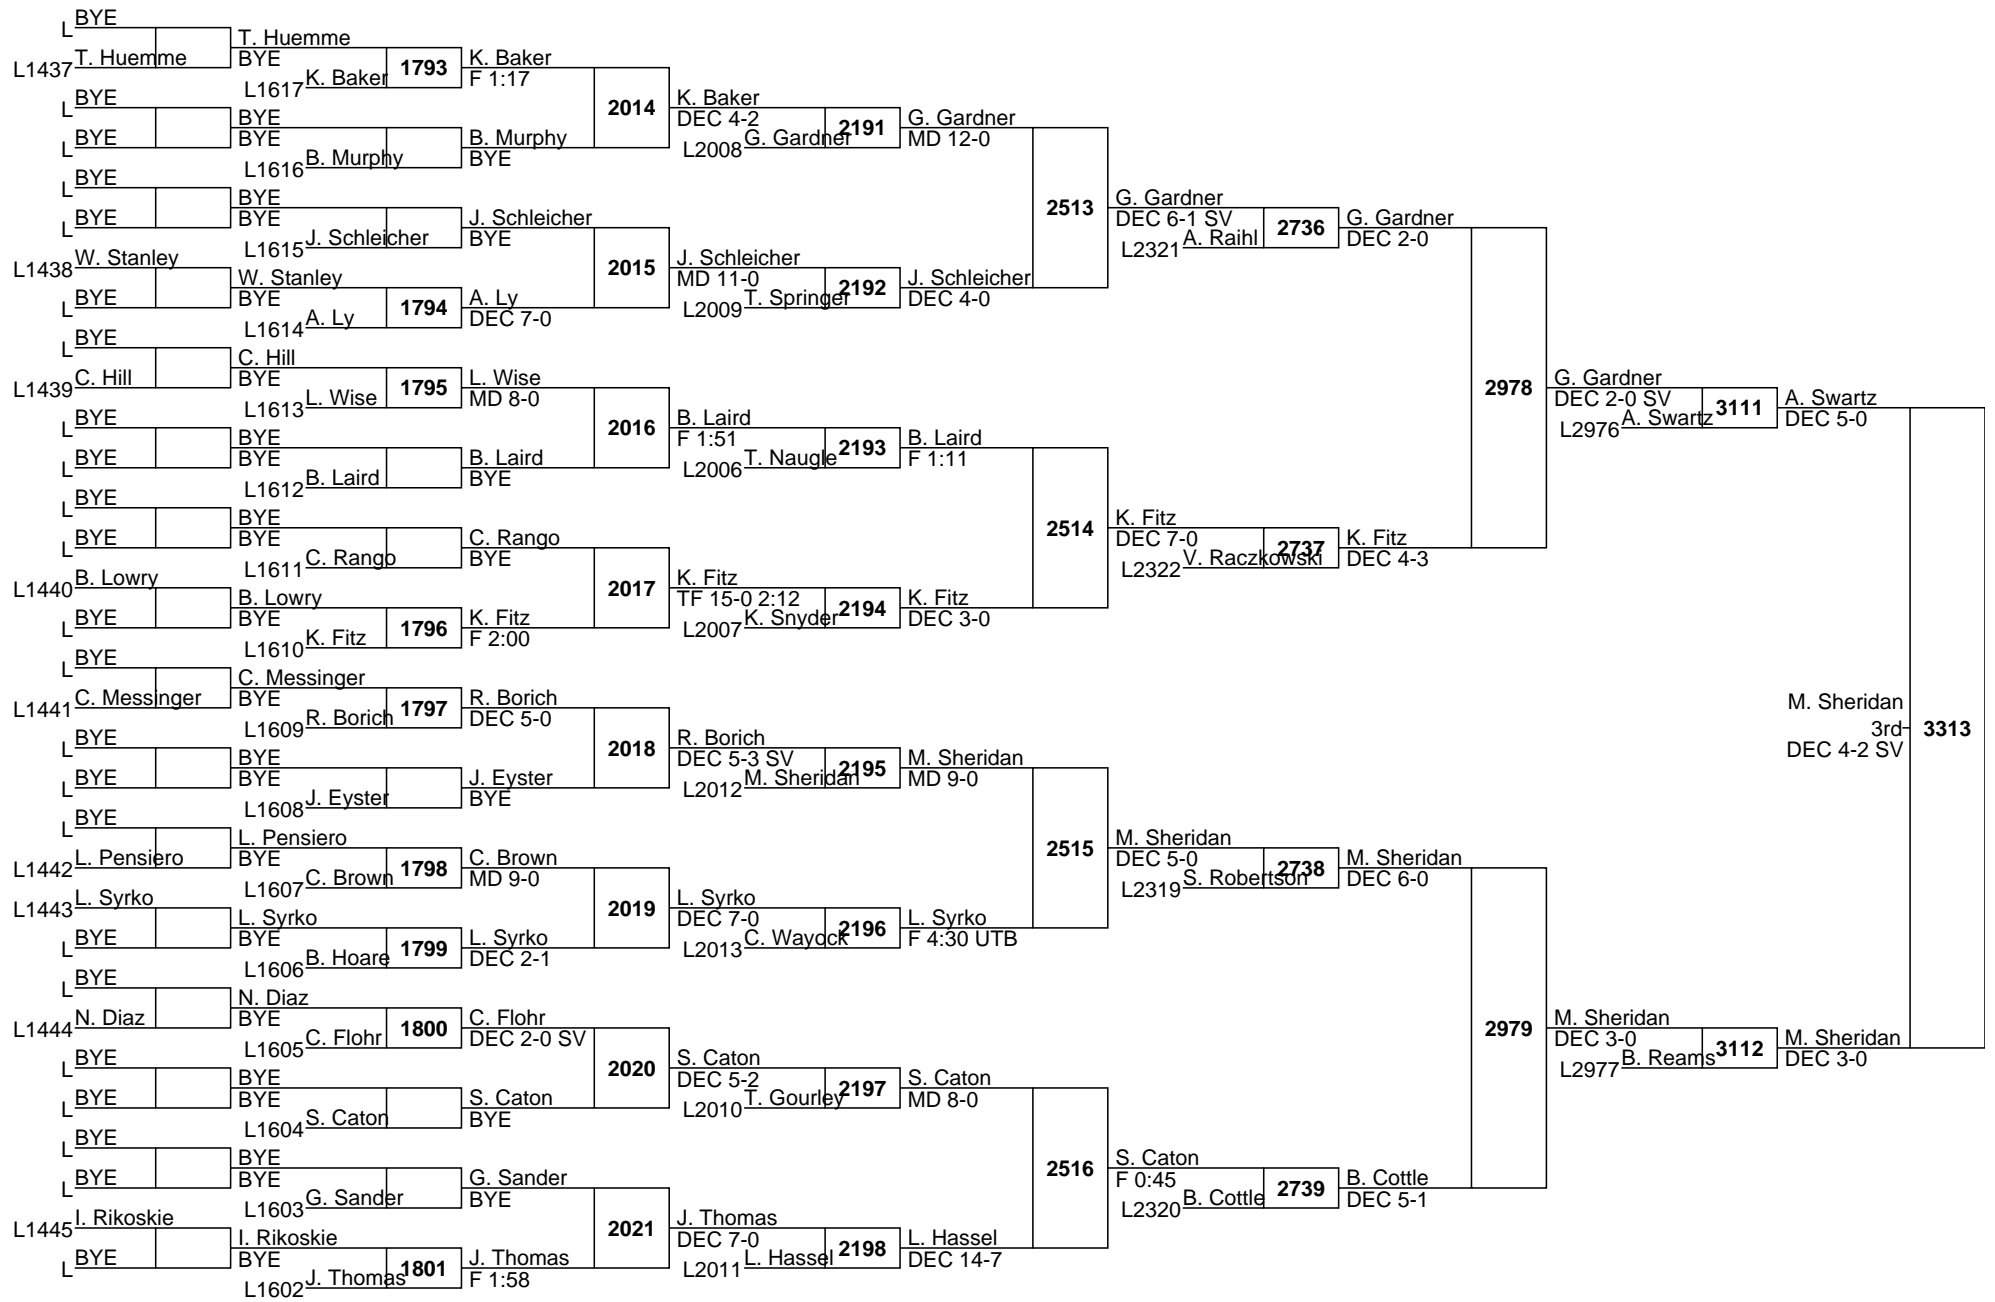 BYE
L
T. Huemme
L1437
BYE
L
BYE
L
BYE
L
BYE
L
W. Stanley
L1438
BYE
L
BYE
L
C. Hill
L1439
BYE
L
BYE
L
BYE
L
BYE
L
B. Lowry
L1440
BYE
L
BYE
L
C. Messinger
L1441
BYE
L
BYE
L
BYE
L
L. Pensiero
L1442
L. Syrko
L1443
BYE
L
BYE
L
N. Diaz
L1444
BYE
L
BYE
L
BYE
L
BYE
L
I. Rikoskie
L1445
BYE
L
T. Huemme
BYE
L1617 K. Baker
1793
BYE
BYE
L1616 B. Murphy
BYE
BYE
L1615 J. Schleicher
W. Stanley
BYE
L1614 A. Ly
1794
C. Hill
BYE
L1613 L. Wise
1795
BYE
BYE
L1612 B. Laird
BYE
BYE
L1611 C. Rango
B. Lowry
BYE
L1610 K. Fitz
1796
C. Messinger
BYE
L1609 R. Borich
1797
BYE
BYE
L1608 J. Eyster
L. Pensiero
BYE
L1607 C. Brown
1798
L. Syrko
BYE
L1606 B. Hoare
1799
N. Diaz
BYE
L1605 C. Flohr
1800
BYE
BYE
L1604 S. Caton
BYE
BYE
L1603 G. Sander
I. Rikoskie
BYE
L1602 J. Thomas
1801
K. Baker
F 1:17
2014
B. Murphy
BYE
J. Schleicher
BYE
2015
A. Ly
DEC 7-0
L. Wise
MD 8-0
2016
B. Laird
BYE
C. Rango
BYE
2017
K. Fitz
F 2:00
R. Borich
DEC 5-0
2018
J. Eyster
BYE
C. Brown
MD 9-0
2019
L. Syrko
DEC 2-1
C. Flohr
DEC 2-0 SV
2020
S. Caton
BYE
G. Sander
BYE
2021
J. Thomas
F 1:58
K. Baker
DEC 4-2
L2008 G. Gardner
2191
J. Schleicher
MD 11-0
L2009 T. Springer
2192
B. Laird
F 1:51
L2006 T. Naugle
2193
K. Fitz
TF 15-0 2:12
L2007 K. Snyder
2194
R. Borich
DEC 5-3 SV
L2012 M. Sheridan
2195
L. Syrko
DEC 7-0
L2013 C. Wayock
2196
S. Caton
DEC 5-2
L2010 T. Gourley
2197
J. Thomas
DEC 7-0
L2011 L. Hassel
2198
G. Gardner
MD 12-0
2513
J. Schleicher
DEC 4-0
B. Laird
F 1:11
2514
K. Fitz
DEC 3-0
M. Sheridan
MD 9-0
2515
L. Syrko
F 4:30 UTB
S. Caton
MD 8-0
2516
L. Hassel
DEC 14-7
G. Gardner
DEC 6-1 SV
L2321 A. Raihl
2736
K. Fitz
DEC 7-0
L2322 V. Raczkowski
2737
M. Sheridan
DEC 5-0
L2319 S. Robertson
2738
S. Caton
F 0:45
L2320 B. Cottle
2739
G. Gardner
DEC 2-0
2978
K. Fitz
DEC 4-3
M. Sheridan
DEC 6-0
2979
B. Cottle
DEC 5-1
G. Gardner
DEC 2-0 SV
L2976 A. Swartz
3111
M. Sheridan
DEC 3-0
L2977 B. Reams
3112
A. Swartz
DEC 5-0
M. Sheridan
3rd
DEC 4-2 SV
3313
M. Sheridan
DEC 3-0